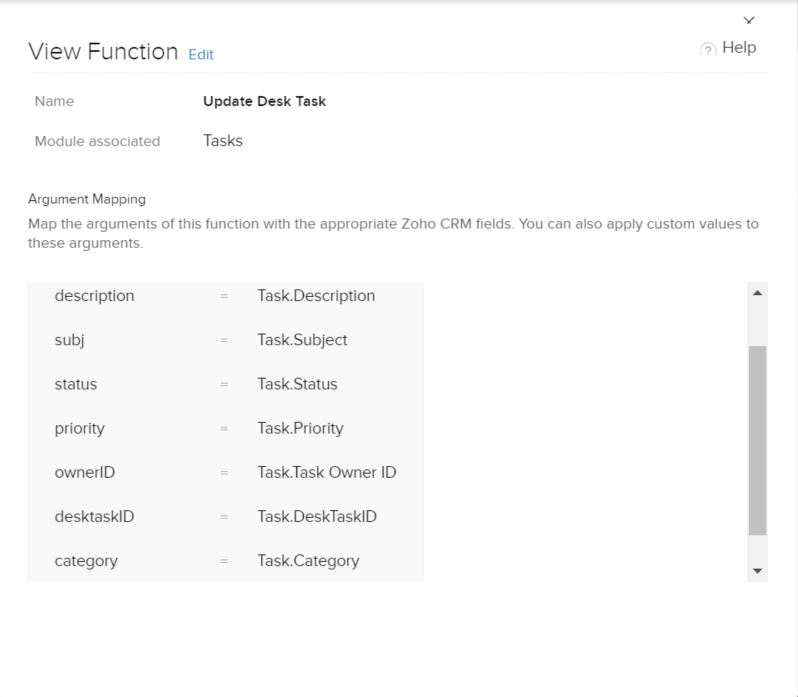 View Function Edit
? Help
Name Update Desk Task
Module associated Tasks
Argument Mapping
Map the arguments of this function with the appropriate Zoho CRM fields. You can also apply custom values to
these arguments.
description = Task.Description
subj = Task.Subject
status = Task.Status
priority = Task.Priority
ownerID = Task.Task Owner ID
desktaskID = Task.DeskTaskID
category = Task.Category